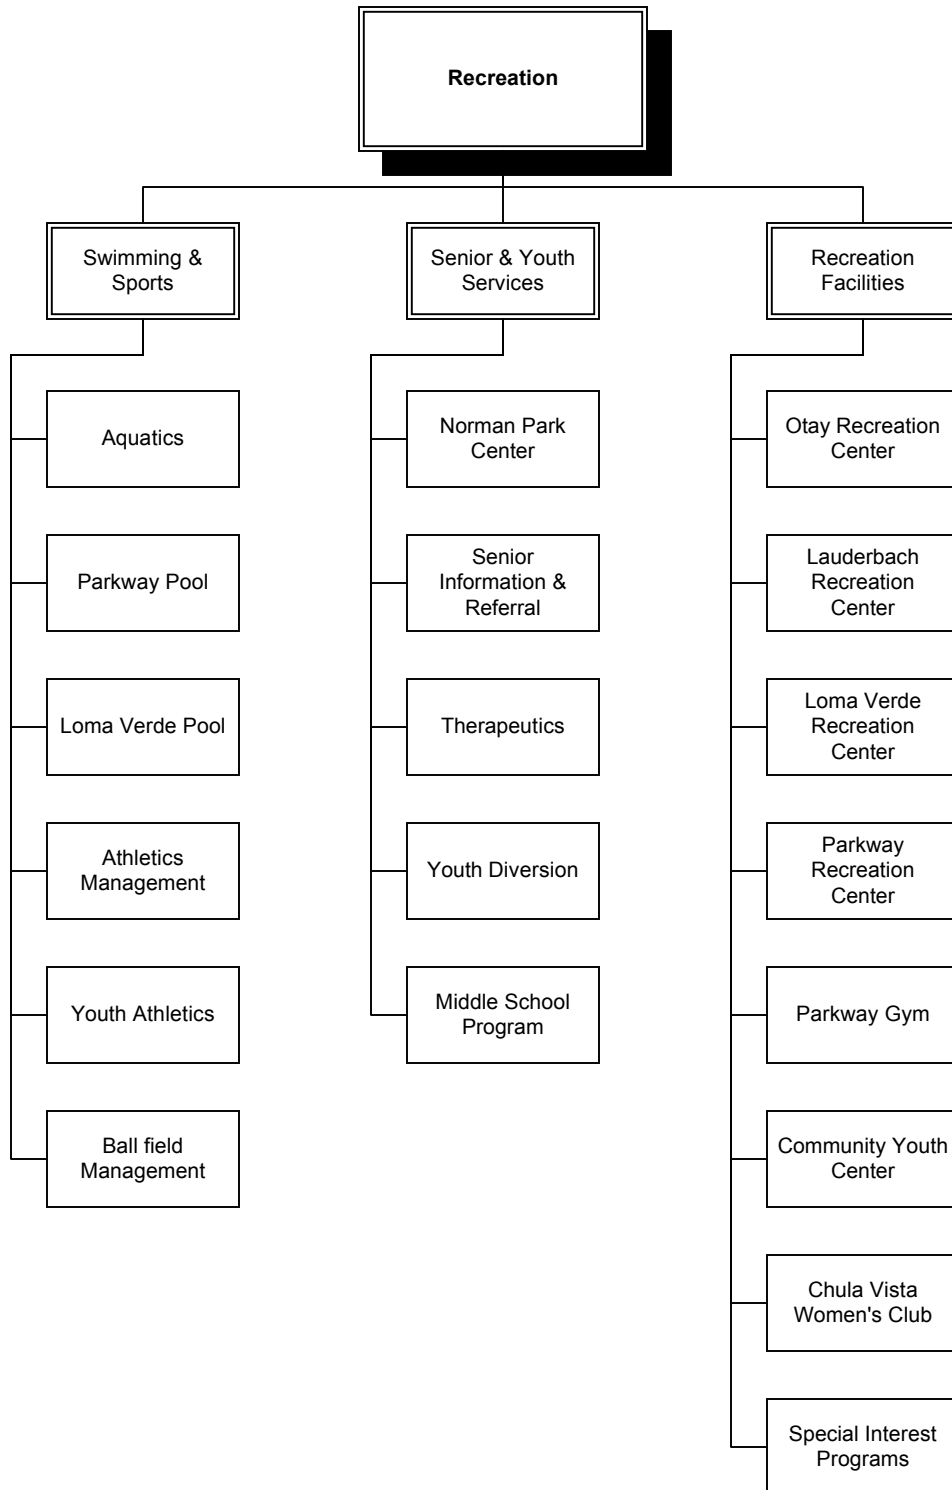 Recreation
Swimming &
Sports
Senior & Youth
Services
Recreation
Facilities
Aquatics
Parkway Pool
Loma Verde Pool
Athletics
Management
Youth Athletics
Ball field
Management
Norman Park
Center
Senior
Information &
Referral
Therapeutics
Youth Diversion
Middle School
Program
Otay Recreation
Center
Lauderbach
Recreation
Center
Loma Verde
Recreation
Center
Parkway
Recreation
Center
Parkway Gym
Community Youth
Center
Chula Vista
Women's Club
Special Interest
Programs